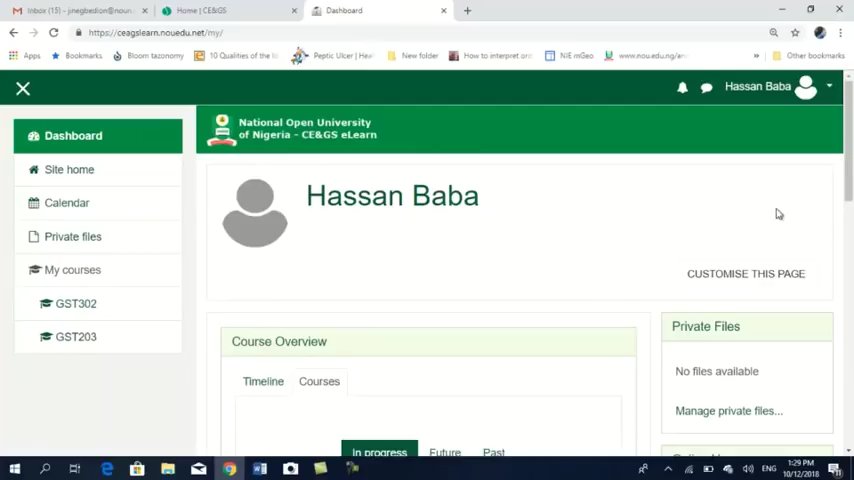 Inbox (15) - jinegbedion@noun
Home | CE&GS
Dashboard
https://ceagslearn.nouedu.net/my/
Apps
Bookmarks
Bloom taxonomy
10 Qualities of the
Peptic Ulcer | Hea
New folder
How to interpret
NIE mGeo
www.nou.edu.ng/
»
Other bookmarks
Hassan Baba
National Open University
of Nigeria - CE&GS eLearn
Dashboard
Site home
Calendar
Private files
My courses
GST302
GST203
Hassan Baba
CUSTOMISE THIS PAGE
Course Overview
Timeline
Courses
In progress
Future
Past
Private Files
No files available
Manage private files...
ENG
1:29 PM
10/12/2018